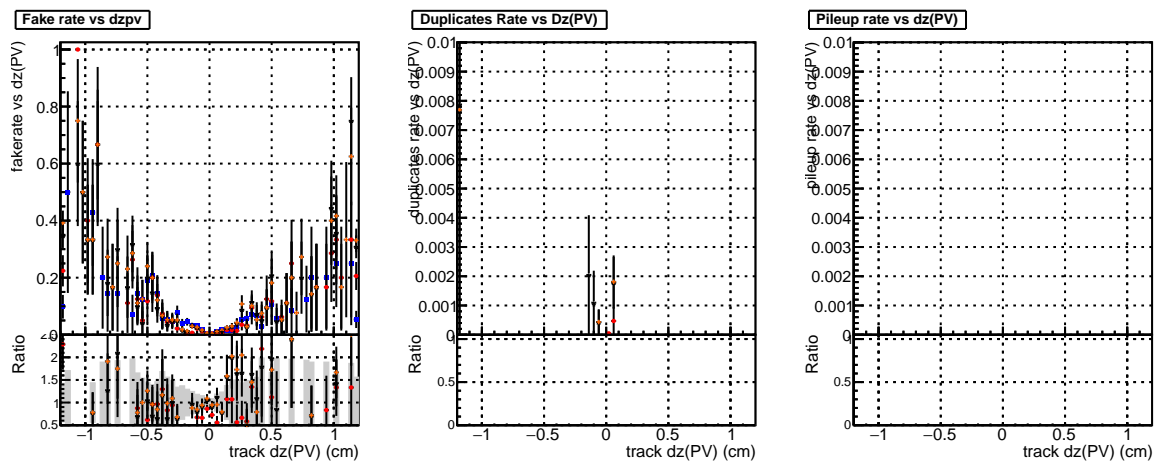 Fake rate vs dzpv
fakerate vs dz(PV)
1
0.8
0.6
0.4
0.2
0
Ratio
2
1.5
1
0.5
−1 −0.5 0 0.5 1
track dz(PV) (cm)
Duplicates Rate vs Dz(PV)
duplicates rate vs dz(PV)
0.01
0.009
0.008
0.007
0.006
0.005
0.004
0.003
0.002
0.001
0
Ratio
1
0.5
0
−1 −0.5 0 0.5 1
track dz(PV) (cm)
Pileup rate vs dz(PV)
pileup rate vs dz(PV)
0.01
0.009
0.008
0.007
0.006
0.005
0.004
0.003
0.002
0.001
0
Ratio
1
0.5
0
−1 −0.5 0 0.5 1
track dz(PV) (cm)